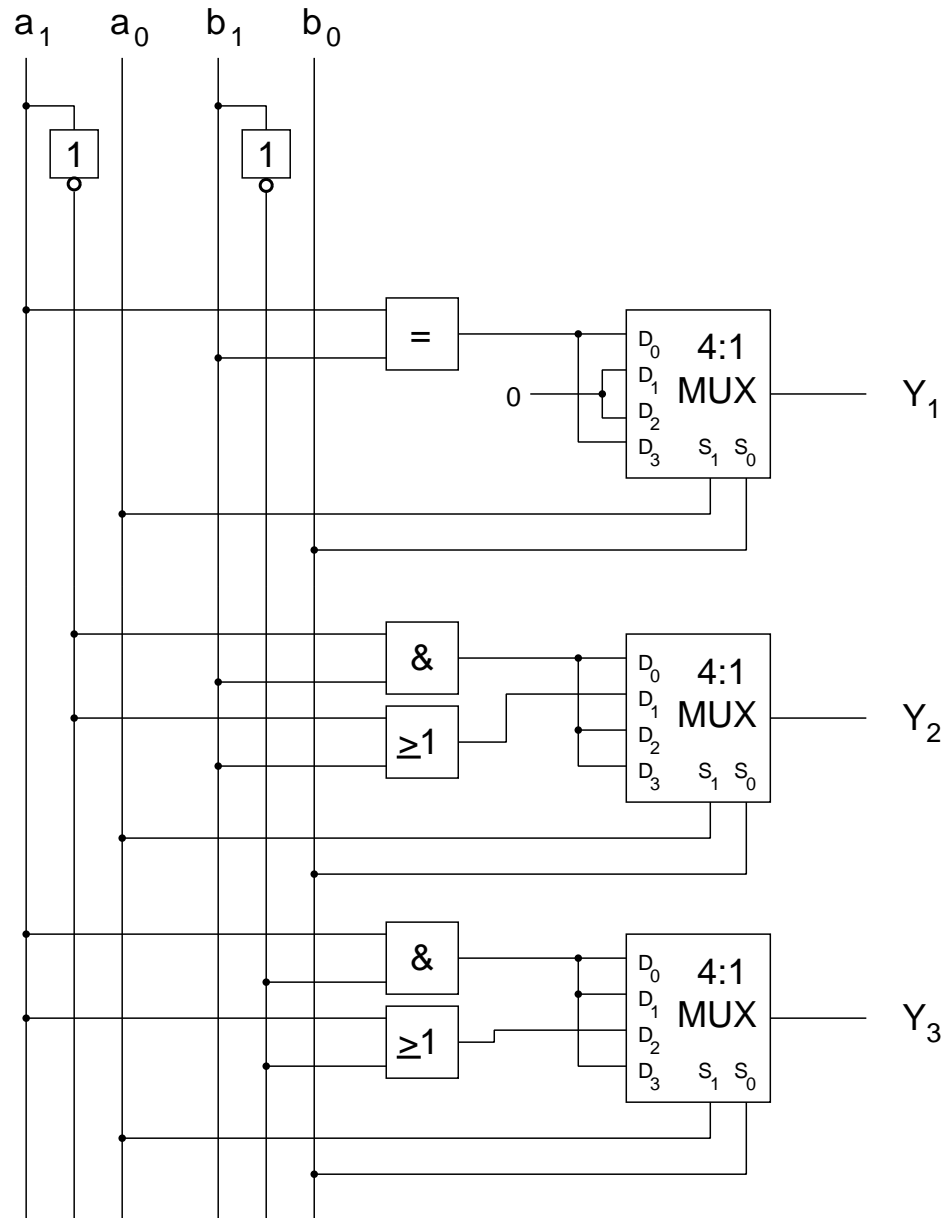 a1 a0 b1 b0
1 1
=
D0 4:1
D1 MUX
0
D2
D3 S1 S0
Y1
&
≥1
D0 4:1
D1 MUX
D2
D3 S1 S0
Y2
&
≥1
D0 4:1
D1 MUX
D2
D3 S1 S0
Y3